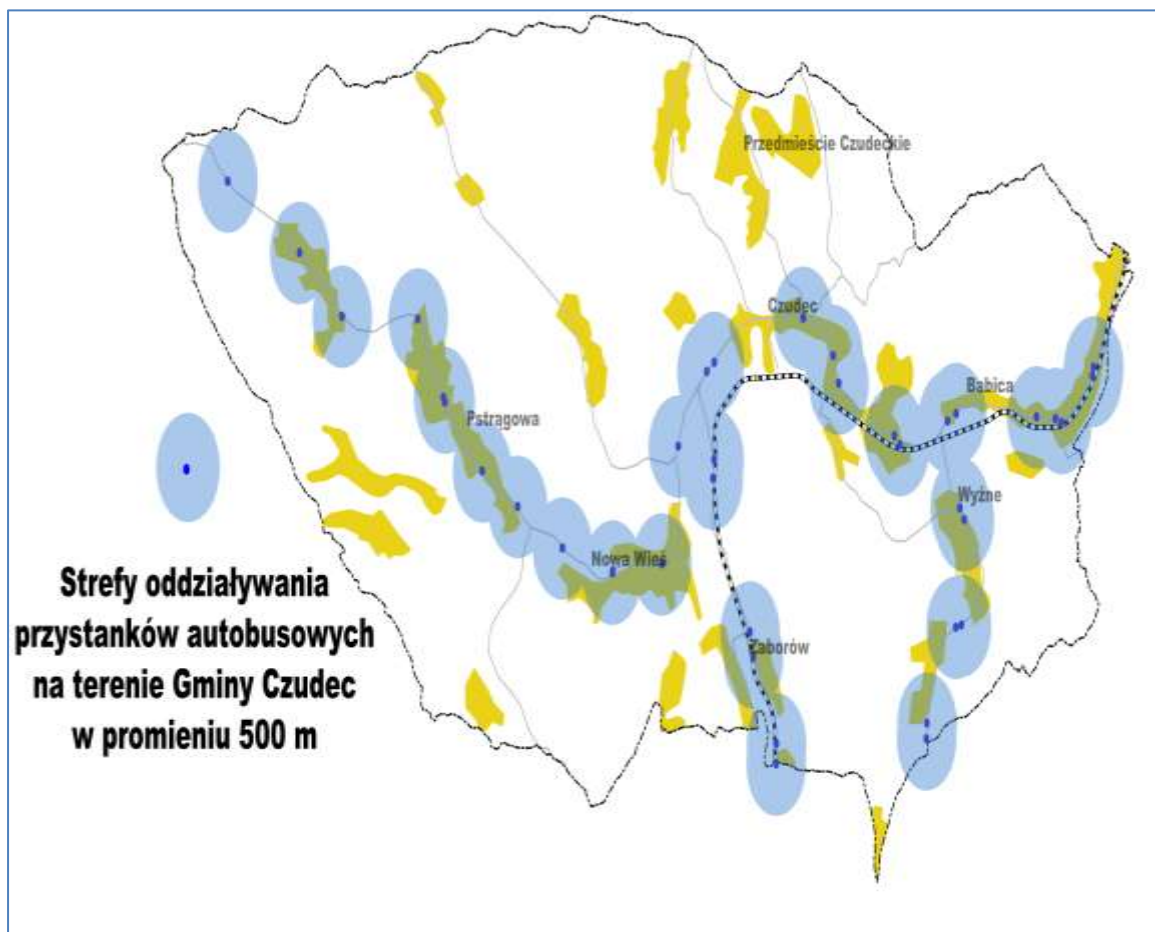 Przedmieście Czudeckie
Czudec
Babica
Pstrągowa
Wyżne
Nowa Wieś
Zaborów
Strefy oddziaływania
przystanków autobusowych
na terenie Gminy Czudec
w promieniu 500 m